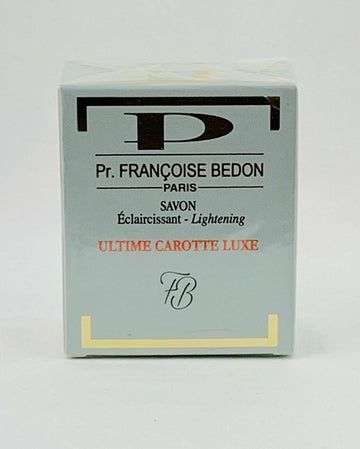 P
Pr. FRANÇOISE BEDON
PARIS
SAVON
Éclaircissant - Lightening
ULTIME CAROTTE LUXE
FB